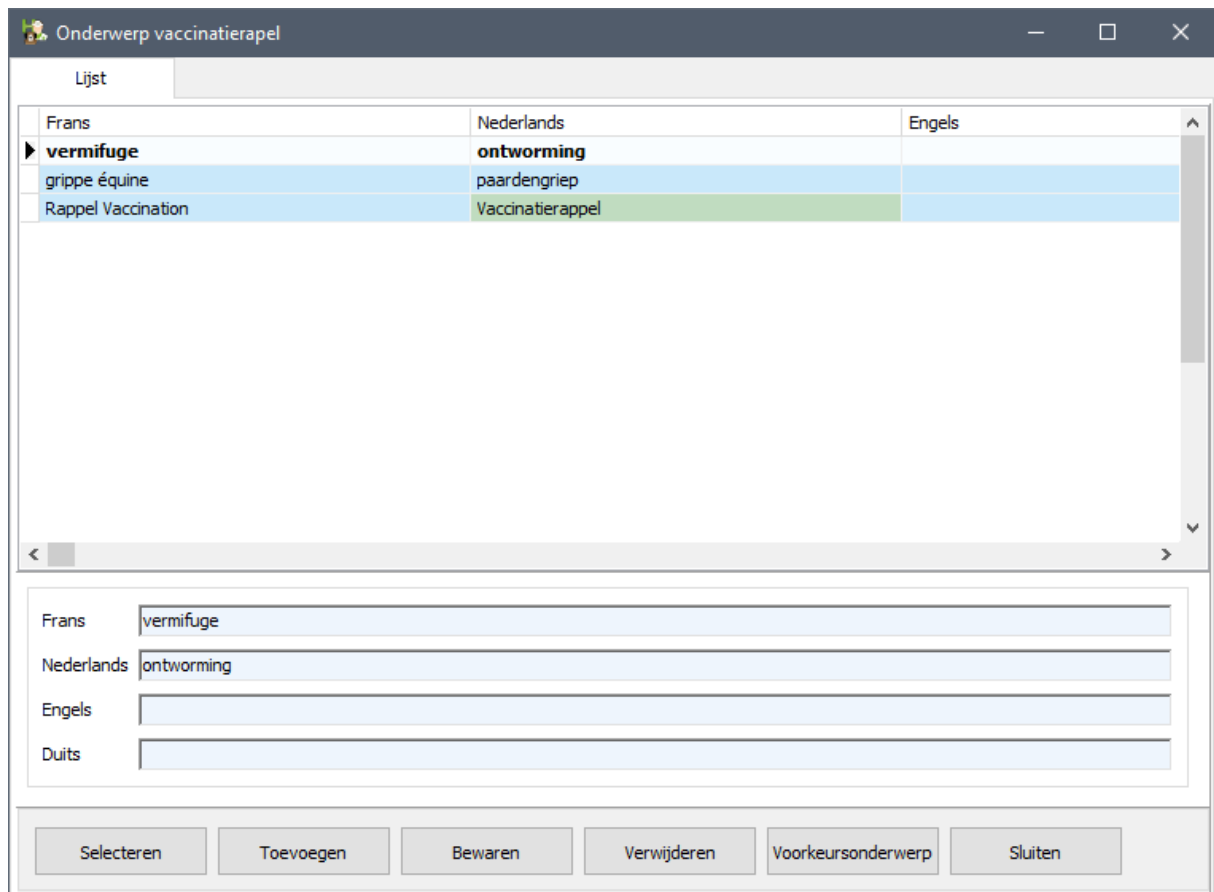 Onderwerp vaccinatierapel
Lijst
Frans Nederlands Engels
vermifuge ontworming
grippe équine paardengriep
Rappel Vaccination Vaccinatierappel
Frans vermifuge
Nederlands ontworming
Engels
Duits
Selecteren Toevoegen Bewaren Verwijderen Voorkeursonderwerp Sluiten